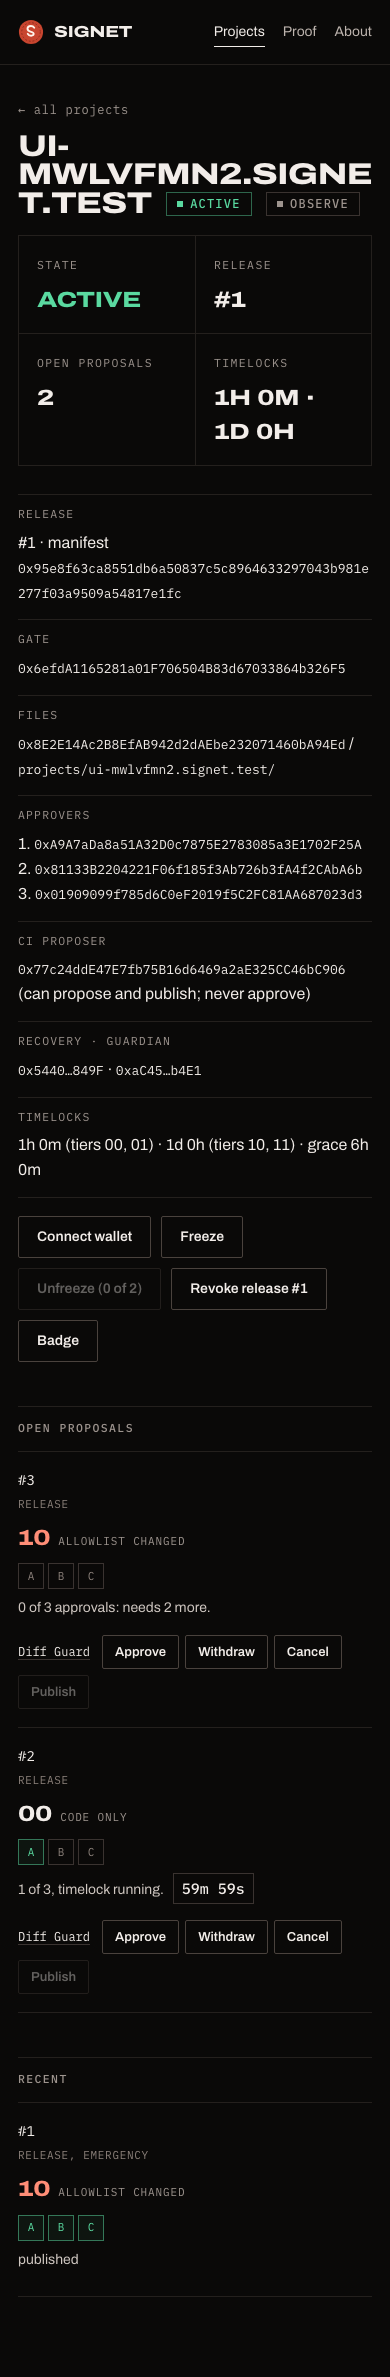 S SIGNET Projects Proof About
← all projects
UI-
MWLVFMN2.SIGNE
T.TEST ACTIVE OBSERVE
STATE RELEASE
ACTIVE #1
OPEN PROPOSALS TIMELOCKS
2 1H 0M ·
1D 0H
RELEASE
#1 · manifest
0x95e8f63ca8551db6a50837c5c8964633297043b981e
277f03a9509a54817e1fc
GATE
0x6efdA1165281a01F706504B83d67033864b326F5
FILES
0x8E2E14Ac2B8EfAB942d2dAEbe232071460bA94Ed /
projects/ui-mwlvfmn2.signet.test/
APPROVERS
1. 0xA9A7aDa8a51A32D0c7875E2783085a3E1702F25A
2. 0x81133B2204221F06f185f3Ab726b3fA4f2CAbA6b
3. 0x01909099f785d6C0eF2019f5C2FC81AA687023d3
CI PROPOSER
0x77c24ddE47E7fb75B16d6469a2aE325CC46bC906
(can propose and publish; never approve)
RECOVERY · GUARDIAN
0x5440…849F · 0xaC45…b4E1
TIMELOCKS
1h 0m (tiers 00, 01) · 1d 0h (tiers 10, 11) · grace 6h
0m
Connect wallet Freeze
Unfreeze (0 of 2) Revoke release #1
Badge
OPEN PROPOSALS
#3
RELEASE
10 ALLOWLIST CHANGED
A B C
0 of 3 approvals: needs 2 more.
Diff Guard Approve Withdraw Cancel
Publish
#2
RELEASE
00 CODE ONLY
A B C
1 of 3, timelock running. 59m 59s
Diff Guard Approve Withdraw Cancel
Publish
RECENT
#1
RELEASE, EMERGENCY
10 ALLOWLIST CHANGED
A B C
published